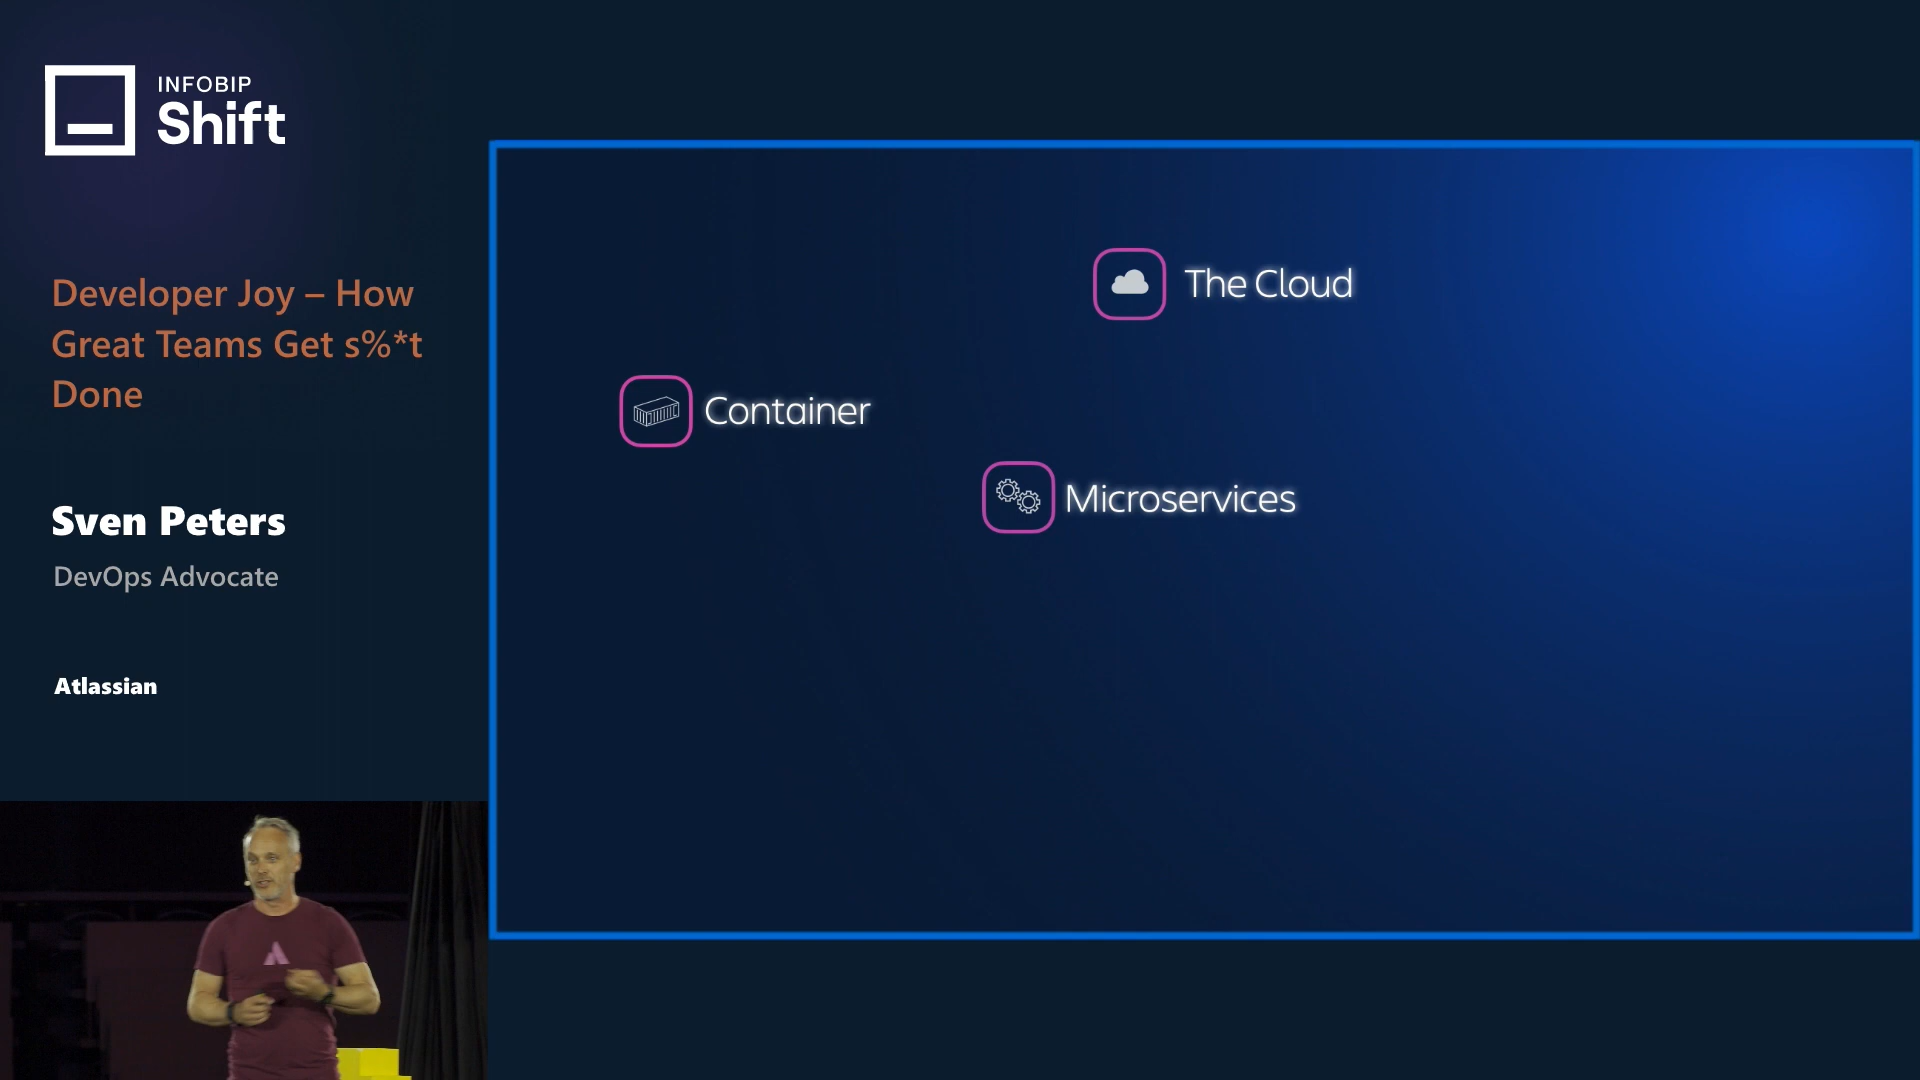 INFOBIP
Shift
Developer Joy – How
Great Teams Get s%*t
Done
Sven Peters
DevOps Advocate
Atlassian
The Cloud
Container
Microservices